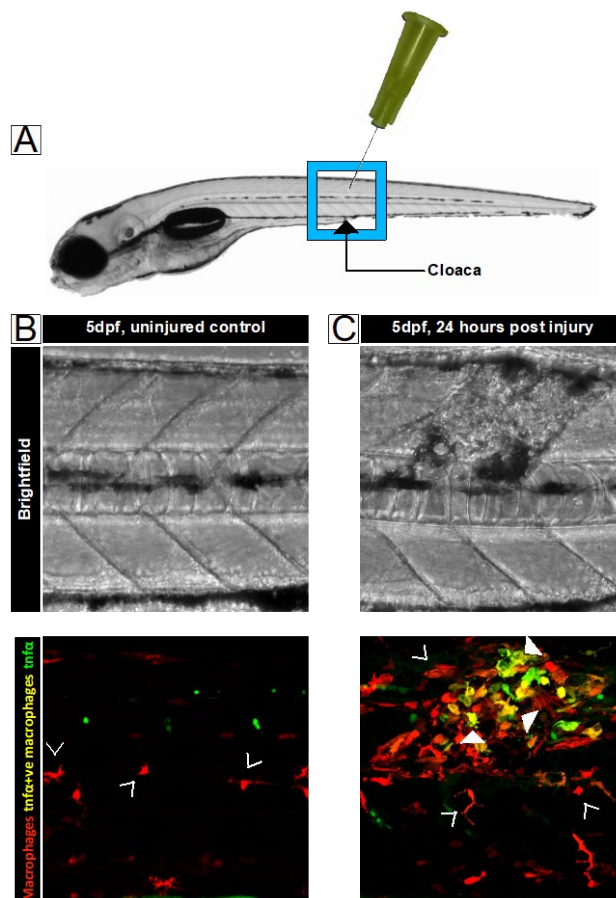 A
Cloaca
B
5dpf, uninjured control
C
5dpf, 24 hours post injury
Brightfield
Macrophages tnfα+ve macrophages tnfα